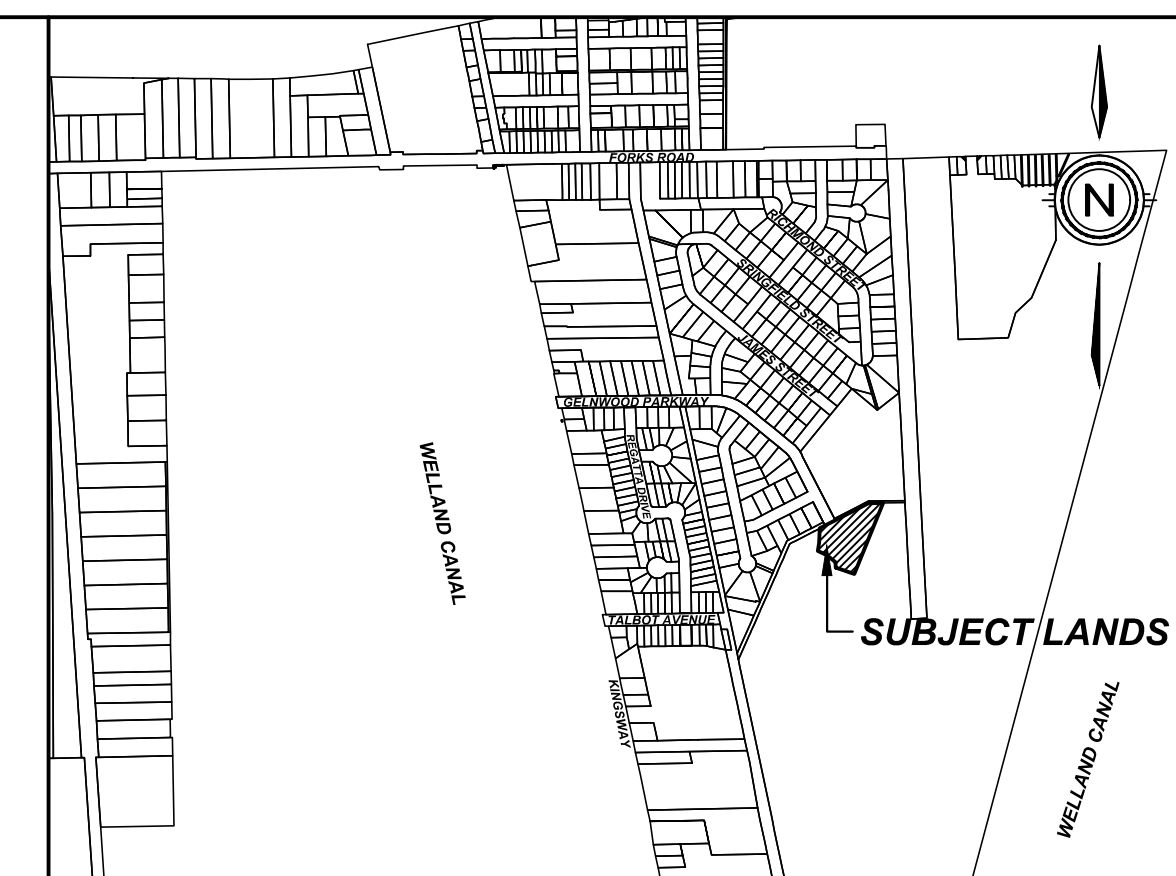 FORKS ROAD
N
RICHMOND STREET
SRINGFIELD STREET
JAMES STREET
GELNWOOD PARKWAY
REGATTA DRIVE
WELLAND CANAL
TALBOT AVENUE
SUBJECT LANDS
KINGSWAY
WELLAND CANAL